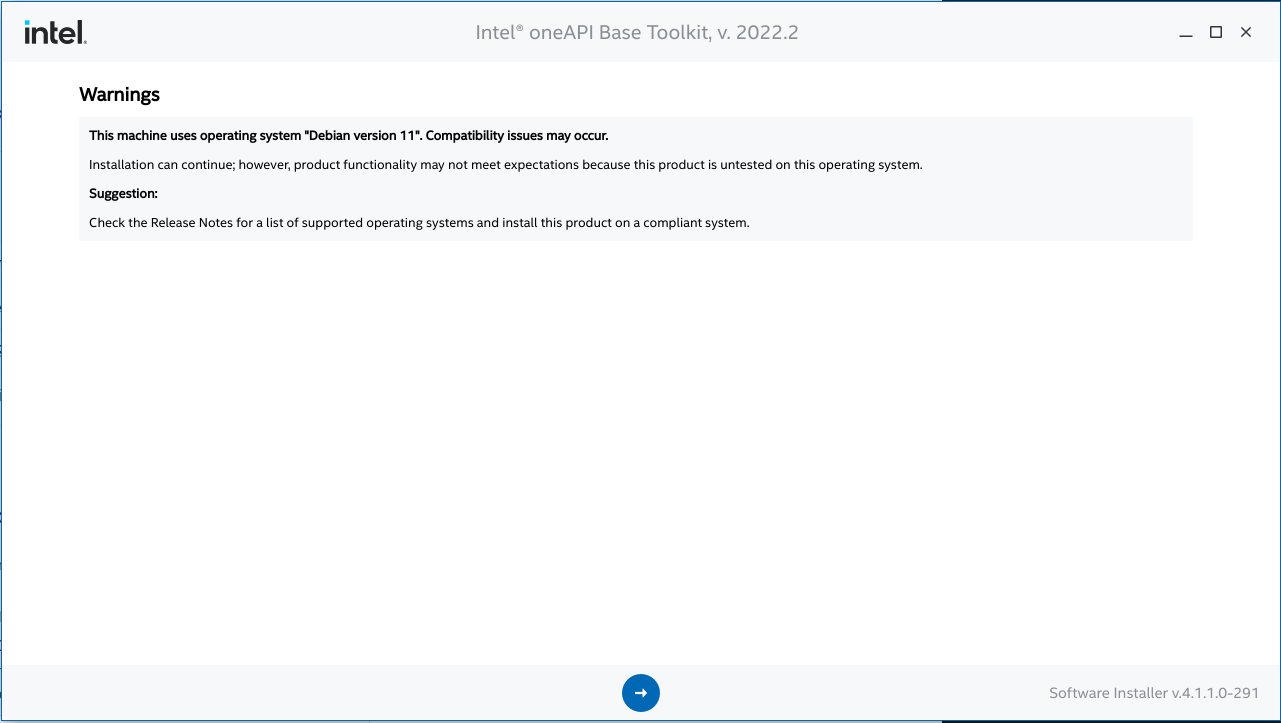 intel.
Intel® oneAPI Base Toolkit, v. 2022.2
Warnings
This machine uses operating system "Debian version 11". Compatibility issues may occur.
Installation can continue; however, product functionality may not meet expectations because this product is untested on this operating system.
Suggestion:
Check the Release Notes for a list of supported operating systems and install this product on a compliant system.
Software Installer v.4.1.1.0-291